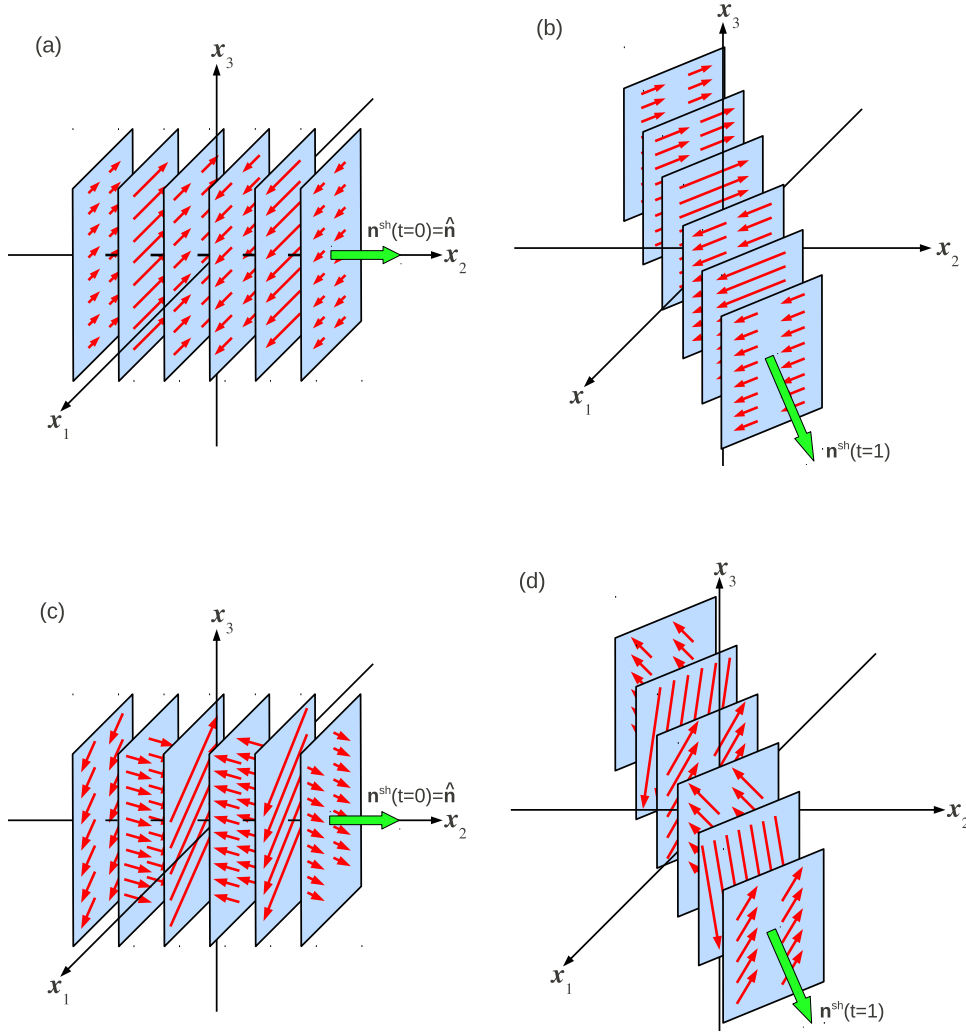 (a)
x₃
n^sh(t=0)=n̂
x₂
x₁
(b)
x₃
x₂
x₁
n^sh(t=1)
(c)
x₃
n^sh(t=0)=n̂
x₂
x₁
(d)
x₃
x₂
x₁
n^sh(t=1)